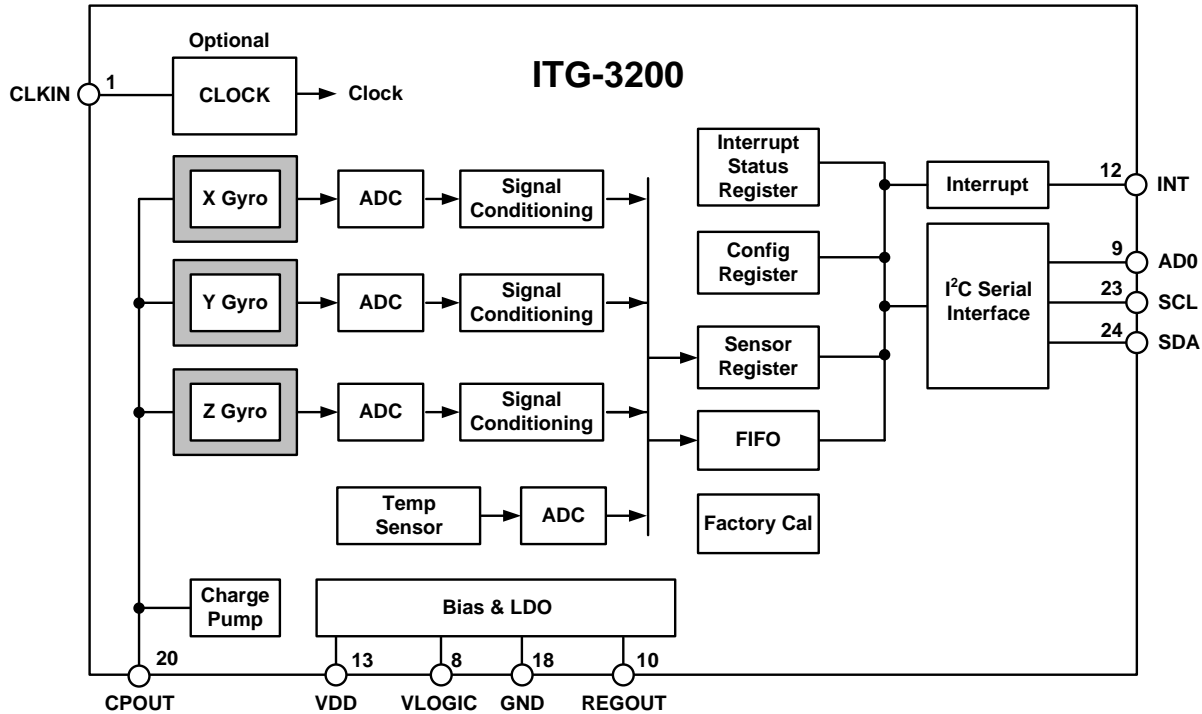 Optional
ITG-3200
CLKIN
1
CLOCK
Clock
Interrupt
Status
Register
Interrupt
12
INT
X Gyro
ADC
Signal
Conditioning
Config
Register
I²C Serial
Interface
9
AD0
23
SCL
24
SDA
Y Gyro
ADC
Signal
Conditioning
Sensor
Register
Z Gyro
ADC
Signal
Conditioning
FIFO
Temp
Sensor
ADC
Factory Cal
Charge
Pump
Bias & LDO
20
13
8
18
10
CPOUT
VDD
VLOGIC
GND
REGOUT